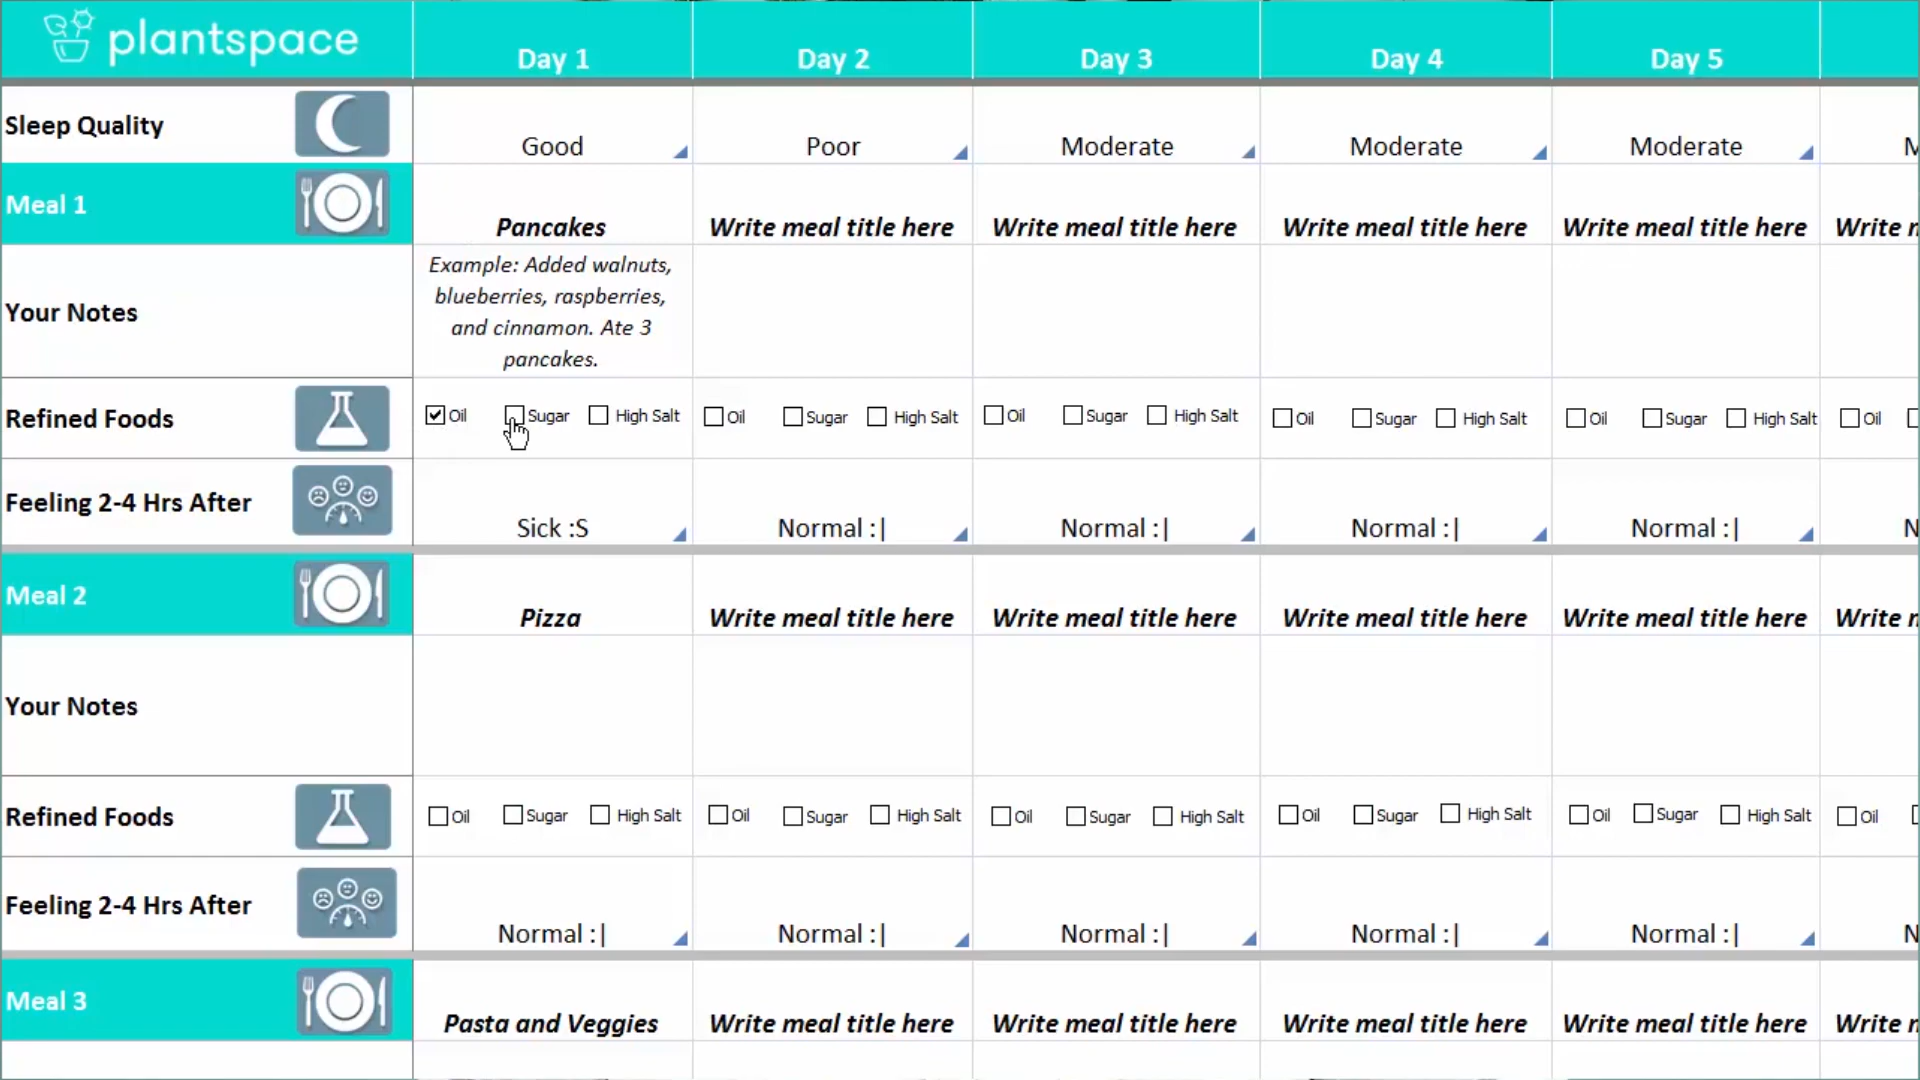 plantspace
Day 1 Day 2 Day 3 Day 4 Day 5
Sleep Quality Good Poor Moderate Moderate Moderate
Meal 1 Pancakes Write meal title here Write meal title here Write meal title here Write meal title here Write
Your Notes
Example: Added walnuts,
blueberries, raspberries,
and cinnamon. Ate 3
pancakes.
Refined Foods Oil Sugar High Salt Oil Sugar High Salt Oil Sugar High Salt Oil Sugar High Salt Oil Sugar High Salt Oil
Feeling 2-4 Hrs After Sick :S Normal :| Normal :| Normal :| Normal :|
Meal 2 Pizza Write meal title here Write meal title here Write meal title here Write meal title here Write
Your Notes
Refined Foods Oil Sugar High Salt Oil Sugar High Salt Oil Sugar High Salt Oil Sugar High Salt Oil Sugar High Salt Oil
Feeling 2-4 Hrs After Normal :| Normal :| Normal :| Normal :| Normal :|
Meal 3 Pasta and Veggies Write meal title here Write meal title here Write meal title here Write meal title here Write